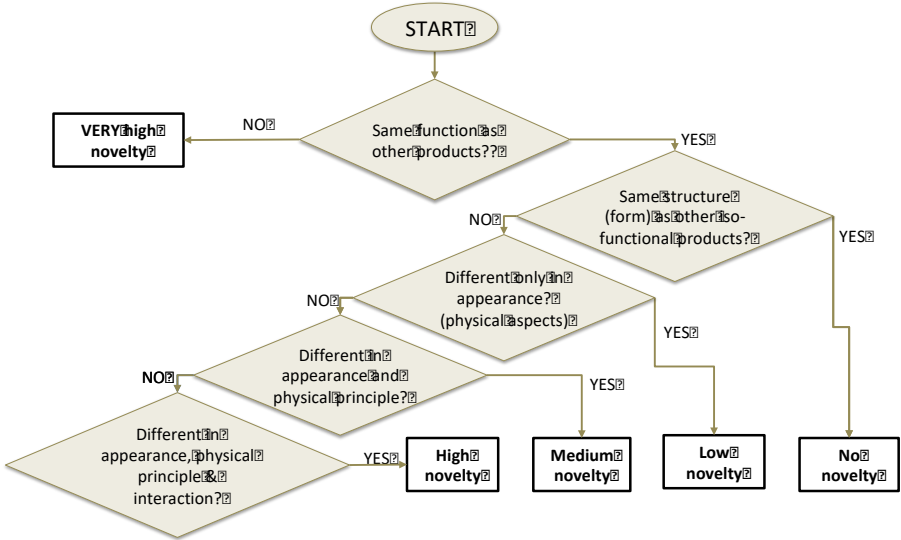 START
Same function as
other products??
NO
VERY high
novelty
YES
Same structure
(form) as other iso-
functional products?
NO
YES
Different only in
appearance?
(physical aspects)
NO
YES
Different in
appearance and
physical principle?
NO
YES
Different in
appearance, physical
principle &
interaction?
YES
High
novelty
Medium
novelty
Low
novelty
No
novelty